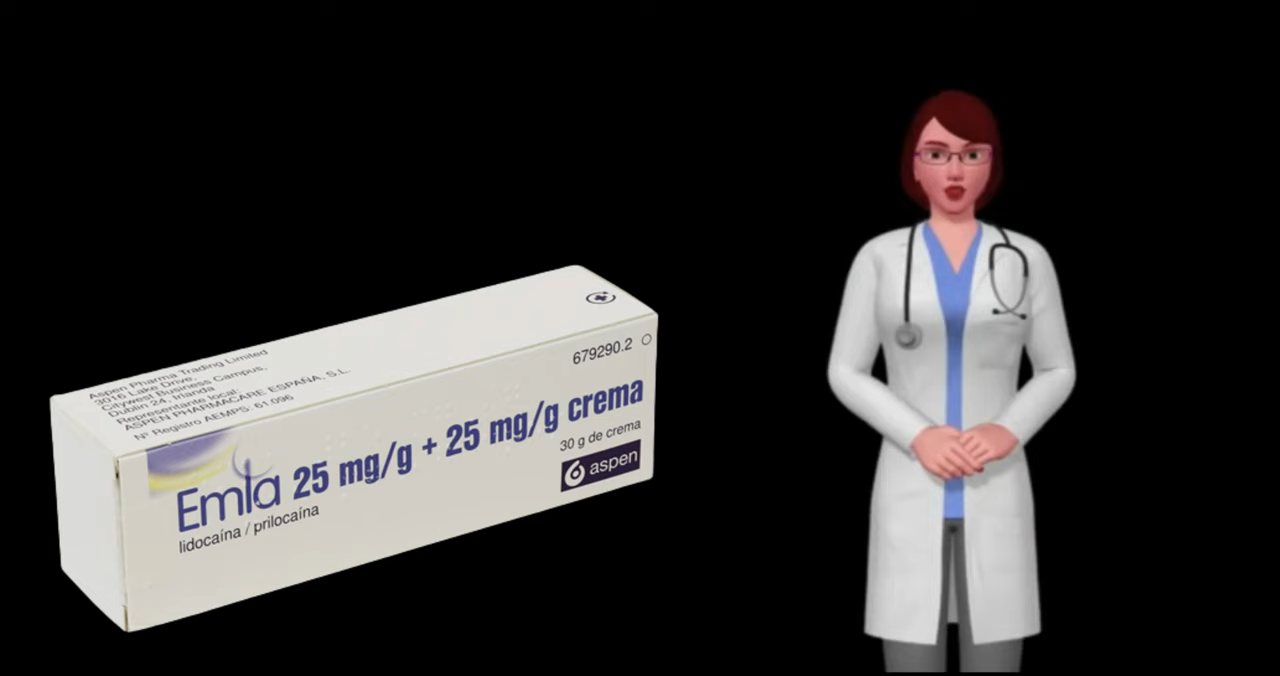 Aspen Pharma Trading Limited
3016 Lake Drive,
Citywest Business Campus,
Dublin 24, Irlanda
Representante local:
ASPEN PHARMACARE ESPAÑA, S.L.
Nº Registro AEMPS: 61.096
679290.2
Emla 25 mg/g + 25 mg/g crema
lidocaína / prilocaína
30 g de crema
aspen